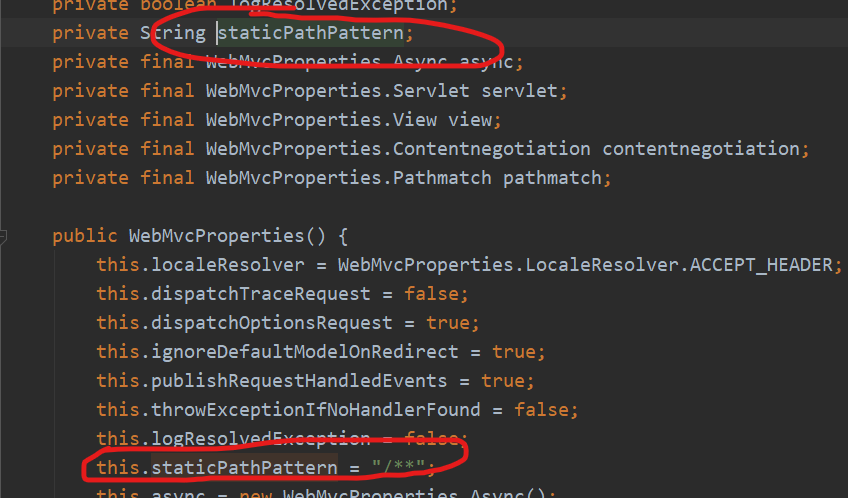 private boolean logResolvedException;
private String staticPathPattern;
private final WebMvcProperties.Async async;
private final WebMvcProperties.Servlet servlet;
private final WebMvcProperties.View view;
private final WebMvcProperties.Contentnegotiation contentnegotiation;
private final WebMvcProperties.Pathmatch pathmatch;
public WebMvcProperties() {
this.localeResolver = WebMvcProperties.LocaleResolver.ACCEPT_HEADER;
this.dispatchTraceRequest = false;
this.dispatchOptionsRequest = true;
this.ignoreDefaultModelOnRedirect = true;
this.publishRequestHandledEvents = true;
this.throwExceptionIfNoHandlerFound = false;
this.logResolvedException = false;
this.staticPathPattern = "/**";
this.async = new WebMvcProperties.Async();